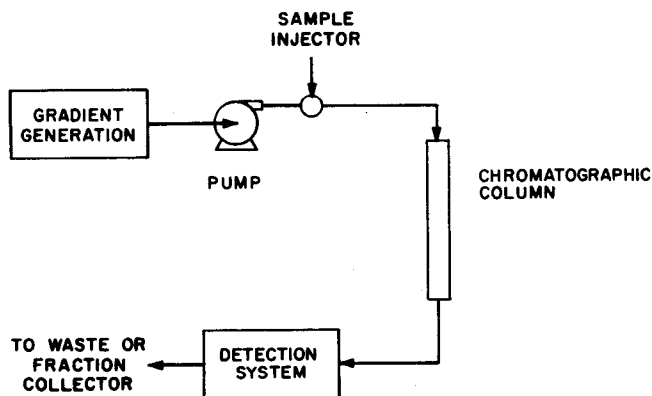 SAMPLE
INJECTOR
GRADIENT
GENERATION
PUMP
CHROMATOGRAPHIC
COLUMN
DETECTION
SYSTEM
TO WASTE OR
FRACTION
COLLECTOR